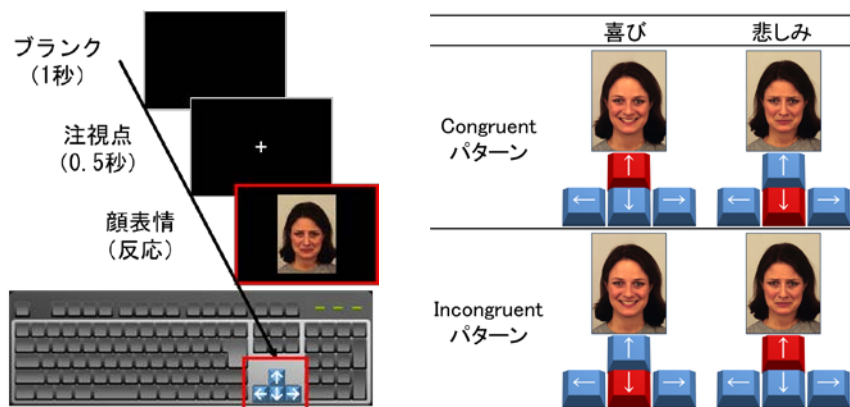 ブランク
(1秒)
注視点
(0.5秒)
+
顔表情
(反応)
↑
←↓→
喜び
悲しみ
Congruent
パターン
↑
← ↓ →
↑
← ↓ →
Incongruent
パターン
↑
← ↓ →
↑
← ↓ →